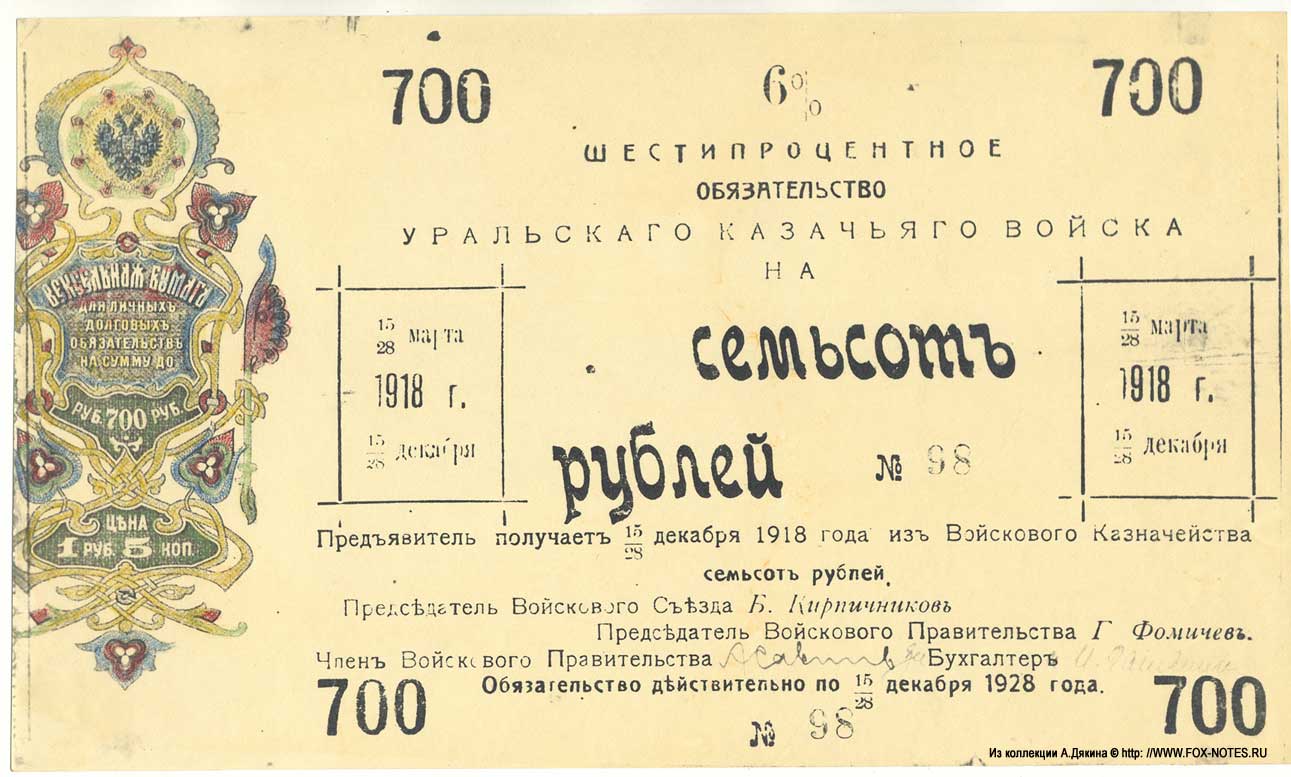 700 6% 700
ШЕСТИПРОЦЕНТНОЕ
ОБЯЗАТЕЛЬСТВО
УРАЛЬСКАГО КАЗАЧЬЯГО ВОЙСКА
НА
ВЕКСЕЛЬНАЯ БУМАГА
ДЛЯ ЛИЧНЫХЪ
ДОЛГОВЫХЪ
ОБЯЗАТЕЛЬСТВЪ
НА СУММУ ДО
РУБ. 700 РУБ.
ЦѢНА
1 РУБ. 5 КОП.
15/28 марта
1918 г.
15/28 декабря
семьсотъ
рублей
№ 98
15/28 марта
1918 г.
15/28 декабря
Предъявитель получаетъ 15/28 декабря 1918 года изъ Войскового Казначейства
семьсотъ рублей.
Предсѣдатель Войскового Съѣзда Б. Кирпичниковъ
Предсѣдатель Войскового Правительства Г Фомичевъ.
Членъ Войскового Правительства Бухгалтеръ
Обязательство дѣйствительно по 15/28 декабря 1928 года.
700 № 98 700
Из коллекции А.Дякина © http: //WWW.FOX-NOTES.RU